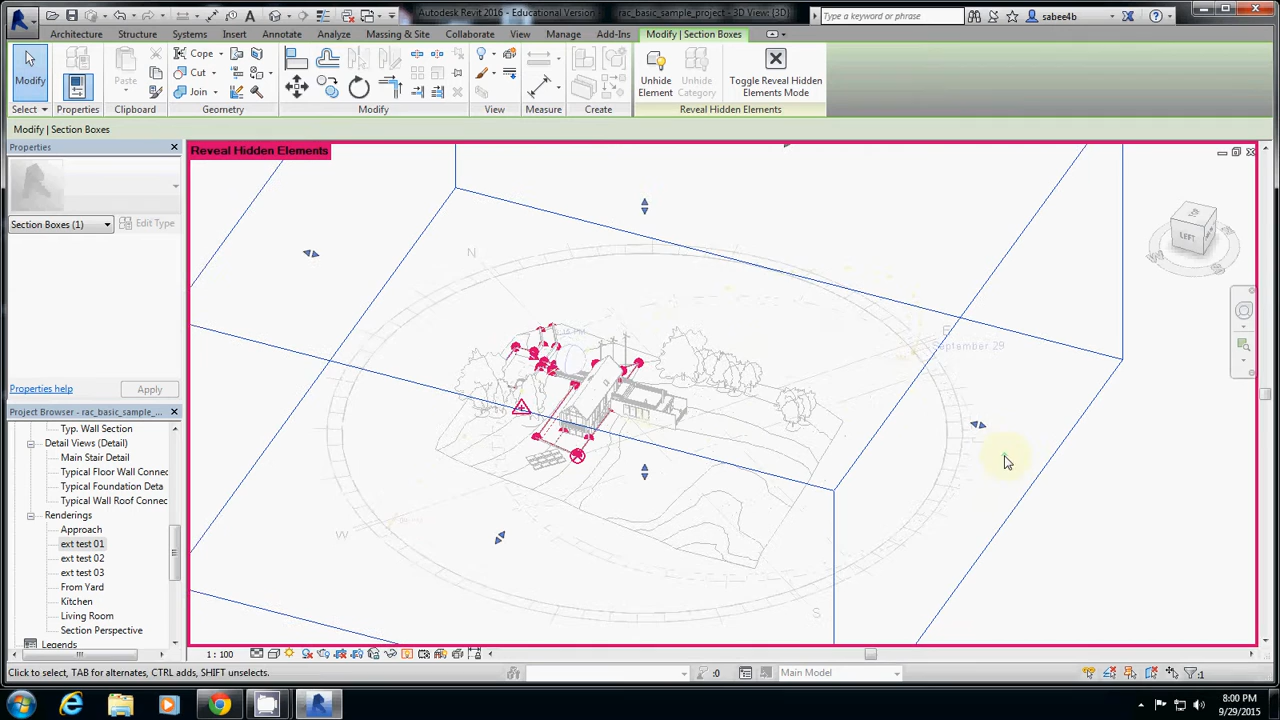 Autodesk Revit 2016 - Educational Version - rac_basic_sample_project - 3D View: {3D}
Type a keyword or phrase
sabee4b
Architecture Structure Systems Insert Annotate Analyze Massing & Site Collaborate View Manage Add-Ins Modify | Section Boxes
Modify
Paste
Cope
Cut
Join
Unhide Element
Unhide Category
Toggle Reveal Hidden Elements Mode
Select Properties Clipboard Geometry Modify View Measure Create Reveal Hidden Elements
Modify | Section Boxes
Properties
Section Boxes (1)
Edit Type
Properties help
Apply
Project Browser - rac_basic_sample_...
Typ. Wall Section
Detail Views (Detail)
Main Stair Detail
Typical Floor Wall Connec
Typical Foundation Deta
Typical Wall Roof Connec
Renderings
Approach
ext test 01
ext test 02
ext test 03
From Yard
Kitchen
Living Room
Section Perspective
Legends
Reveal Hidden Elements
N
E
September 29
W
S
LEFT
1 : 100
Click to select, TAB for alternates, CTRL adds, SHIFT unselects.
:0
Main Model
:1
8:00 PM
9/29/2015